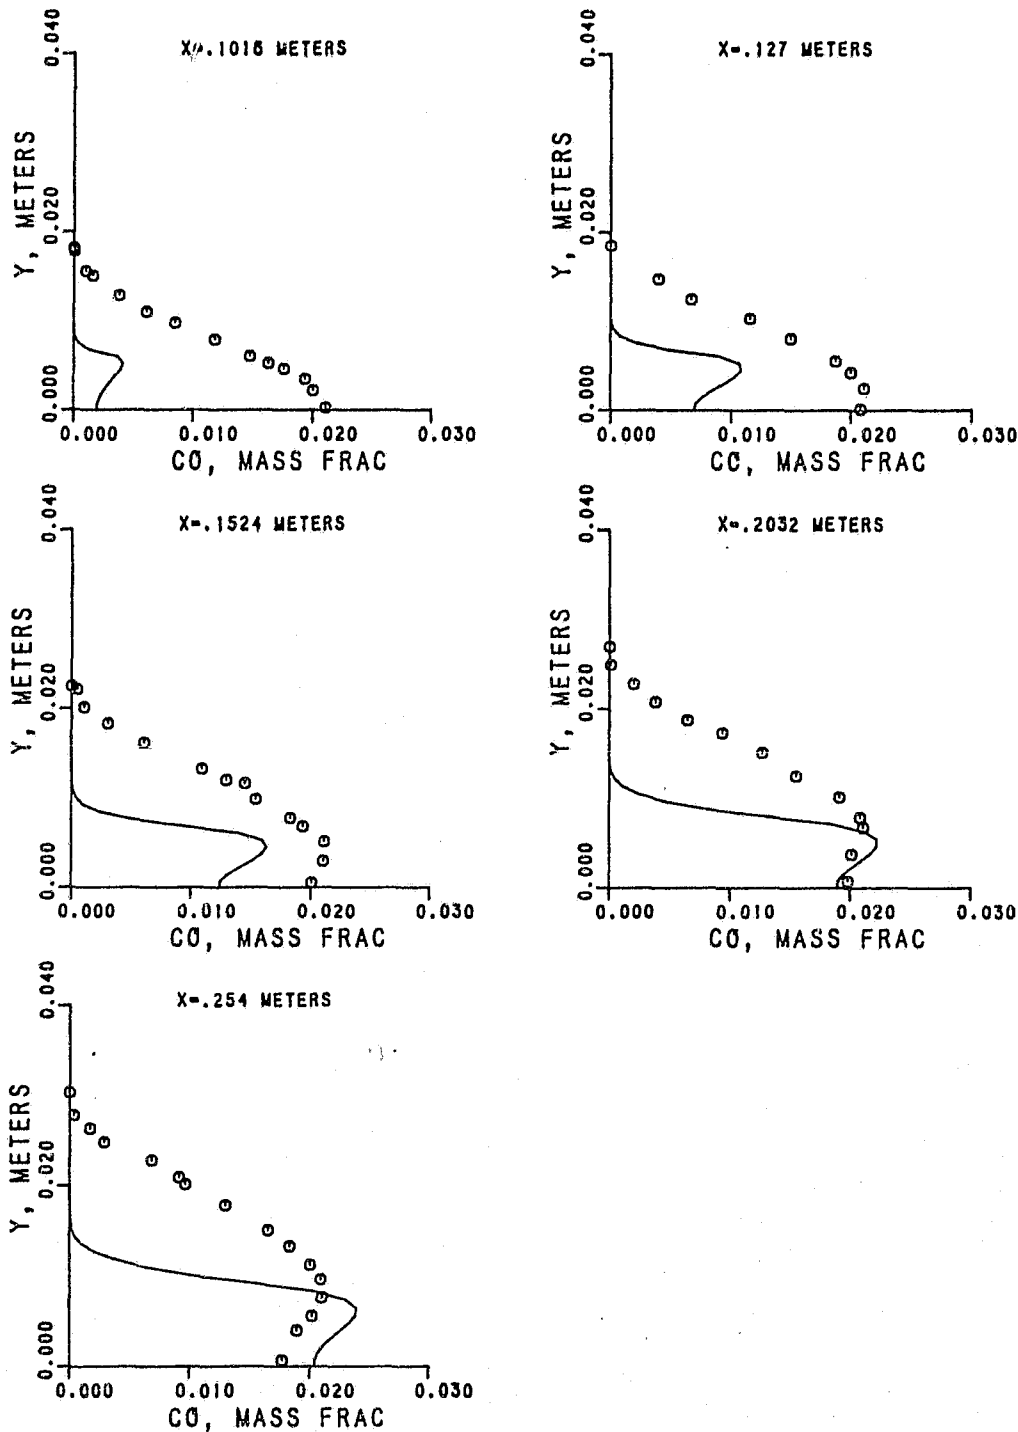 X=.1016 METERS
0.040
0.020
0.000
Y, METERS
0.000 0.010 0.020 0.030
CO, MASS FRAC
X=.127 METERS
0.040
0.020
0.000
Y, METERS
0.000 0.010 0.020 0.030
CO, MASS FRAC
X=.1524 METERS
0.040
0.020
0.000
Y, METERS
0.000 0.010 0.020 0.030
CO, MASS FRAC
X=.2032 METERS
0.040
0.020
0.000
Y, METERS
0.000 0.010 0.020 0.030
CO, MASS FRAC
X=.254 METERS
0.040
0.020
0.000
Y, METERS
0.000 0.010 0.020 0.030
CO, MASS FRAC